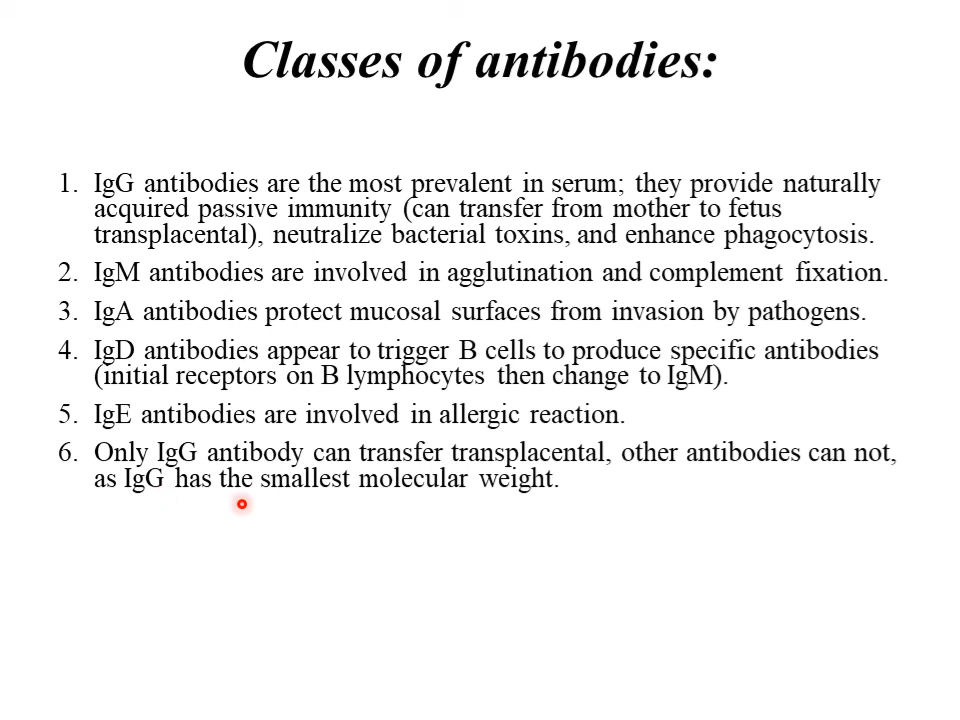 Classes of antibodies:
1. IgG antibodies are the most prevalent in serum; they provide naturally
acquired passive immunity (can transfer from mother to fetus
transplacental), neutralize bacterial toxins, and enhance phagocytosis.
2. IgM antibodies are involved in agglutination and complement fixation.
3. IgA antibodies protect mucosal surfaces from invasion by pathogens.
4. IgD antibodies appear to trigger B cells to produce specific antibodies
(initial receptors on B lymphocytes then change to IgM).
5. IgE antibodies are involved in allergic reaction.
6. Only IgG antibody can transfer transplacental, other antibodies can not,
as IgG has the smallest molecular weight.